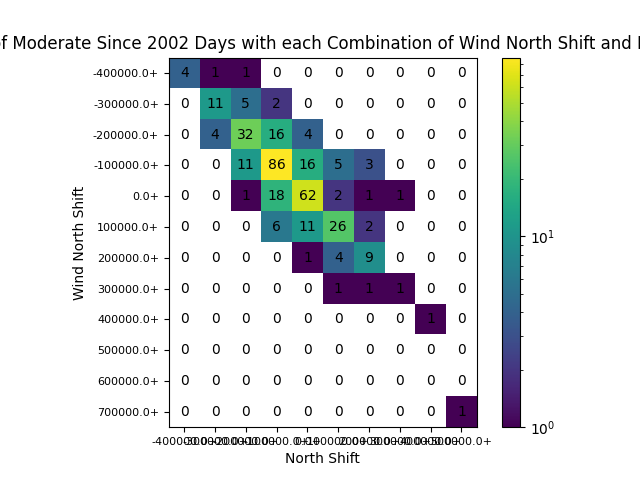 of Moderate Since 2002 Days with each Combination of Wind North Shift and
-400000.0+ 4 1 1 0 0 0 0 0 0 0
-300000.0+ 0 11 5 2 0 0 0 0 0 0
-200000.0+ 0 4 32 16 4 0 0 0 0 0
-100000.0+ 0 0 11 86 16 5 3 0 0 0
0.0+ 0 0 1 18 62 2 1 1 0 0
100000.0+ 0 0 0 6 11 26 2 0 0 0
200000.0+ 0 0 0 0 1 4 9 0 0 0
300000.0+ 0 0 0 0 0 1 1 1 0 0
400000.0+ 0 0 0 0 0 0 0 0 1 0
500000.0+ 0 0 0 0 0 0 0 0 0 0
600000.0+ 0 0 0 0 0 0 0 0 0 0
700000.0+ 0 0 0 0 0 0 0 0 0 1
North Shift
Wind North Shift
10¹
10⁰